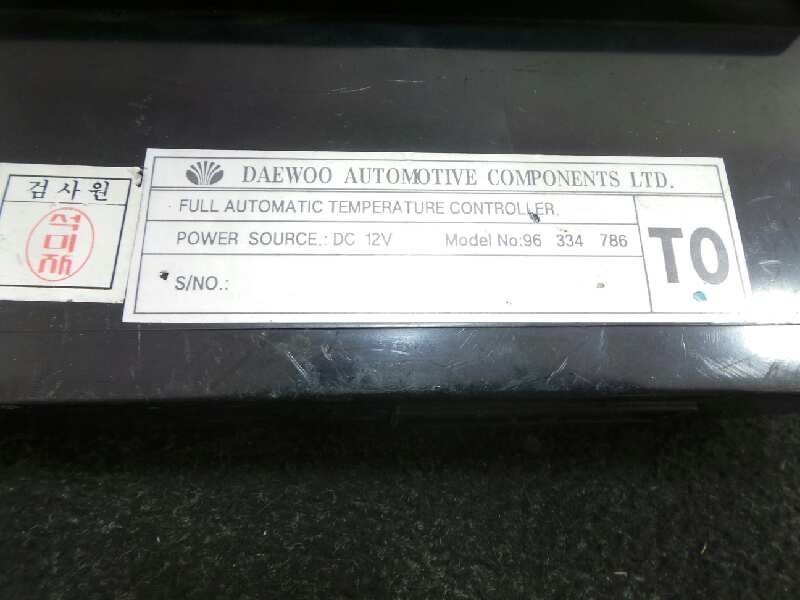 검사원
석미자
DAEWOO AUTOMOTIVE COMPONENTS LTD.
FULL AUTOMATIC TEMPERATURE CONTROLLER.
POWER SOURCE.: DC 12V Model No:96 334 786
S/NO.:
TO